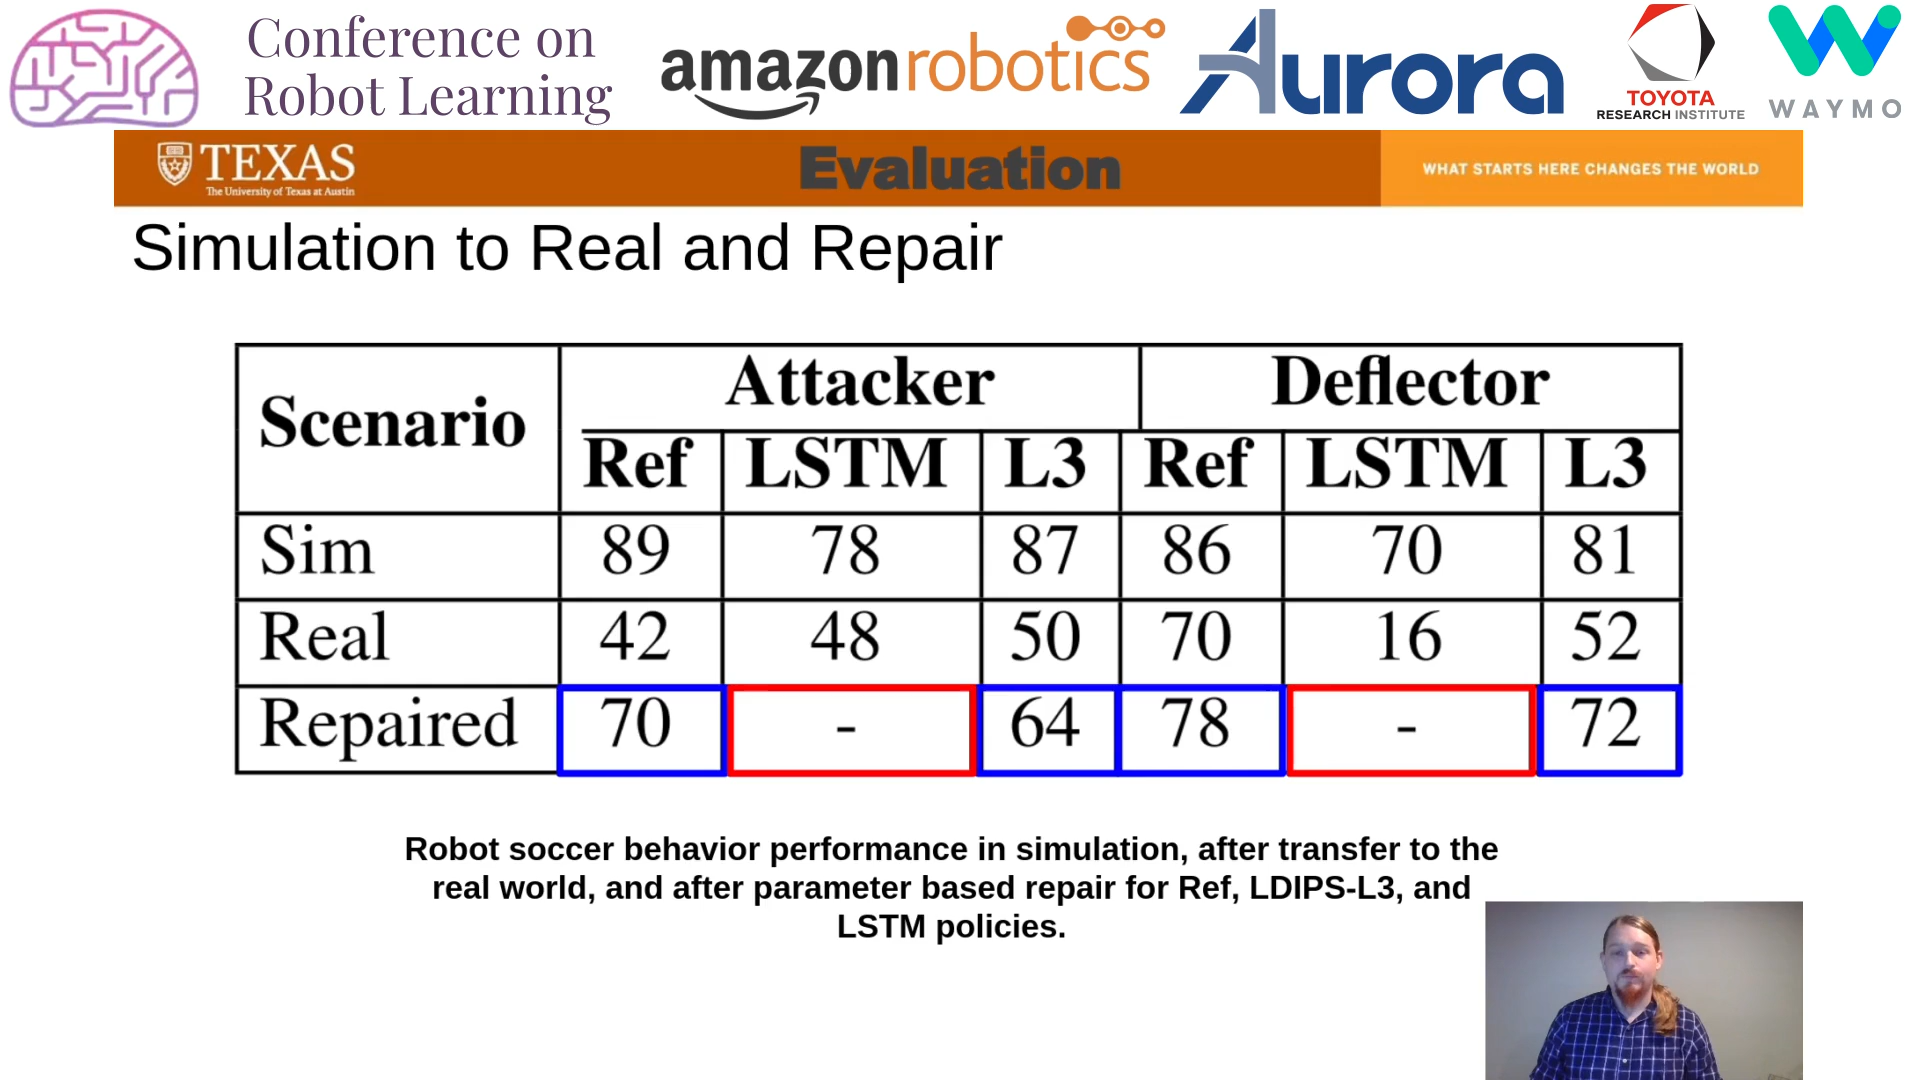 Conference on
Robot Learning
amazon robotics
Aurora
TOYOTA
RESEARCH INSTITUTE
WAYMO
TEXAS
The University of Texas at Austin
Evaluation
WHAT STARTS HERE CHANGES THE WORLD
Simulation to Real and Repair
Scenario Attacker Deflector
Ref LSTM L3 Ref LSTM L3
Sim 89 78 87 86 70 81
Real 42 48 50 70 16 52
Repaired 70 - 64 78 - 72
Robot soccer behavior performance in simulation, after transfer to the
real world, and after parameter based repair for Ref, LDIPS-L3, and
LSTM policies.